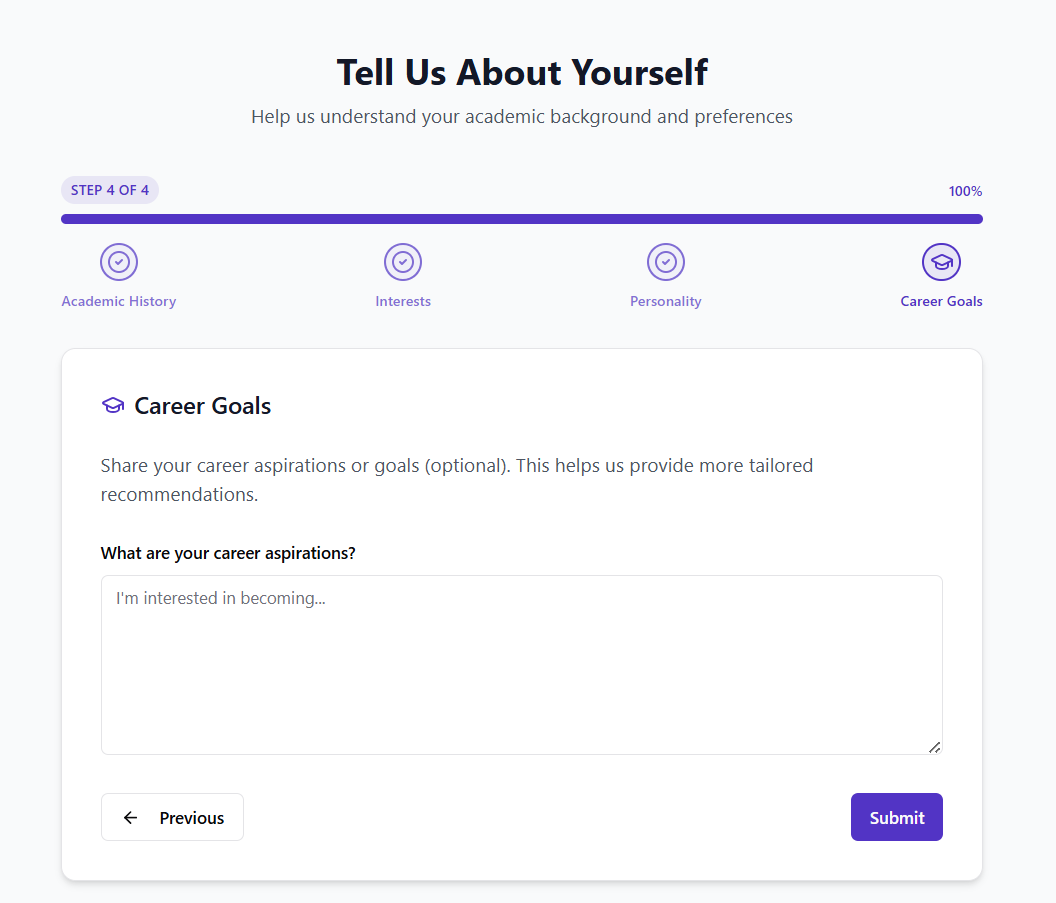 Tell Us About Yourself
Help us understand your academic background and preferences
STEP 4 OF 4
100%
Academic History
Interests
Personality
Career Goals
Career Goals
Share your career aspirations or goals (optional). This helps us provide more tailored
recommendations.
What are your career aspirations?
I'm interested in becoming...
Previous
Submit